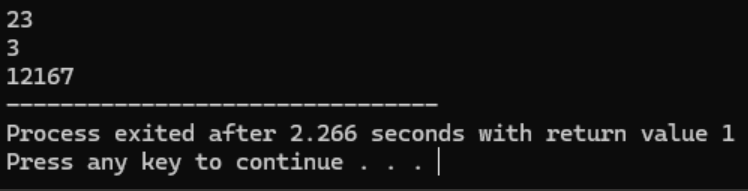 23
3
12167
--------------------------------
Process exited after 2.266 seconds with return value 1
Press any key to continue . . .